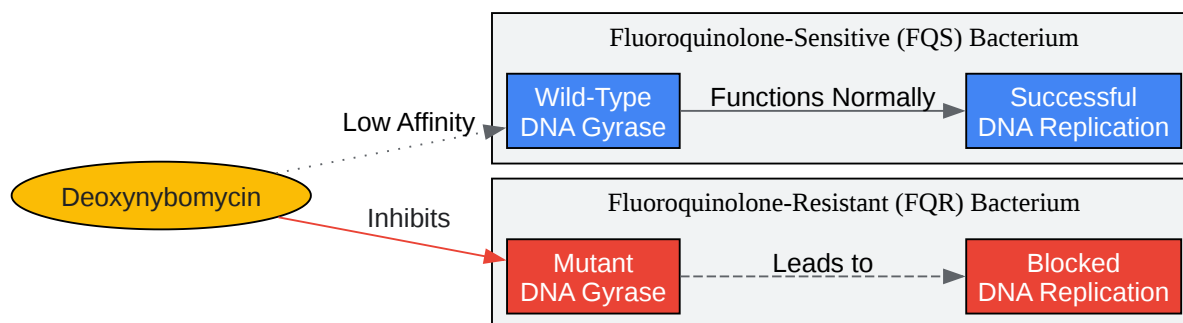 Fluoroquinolone-Sensitive (FQS) Bacterium
Wild-Type
DNA Gyrase
Functions Normally
Successful
DNA Replication
Low Affinity
Deoxynybomycin
Inhibits
Fluoroquinolone-Resistant (FQR) Bacterium
Mutant
DNA Gyrase
Leads to
Blocked
DNA Replication